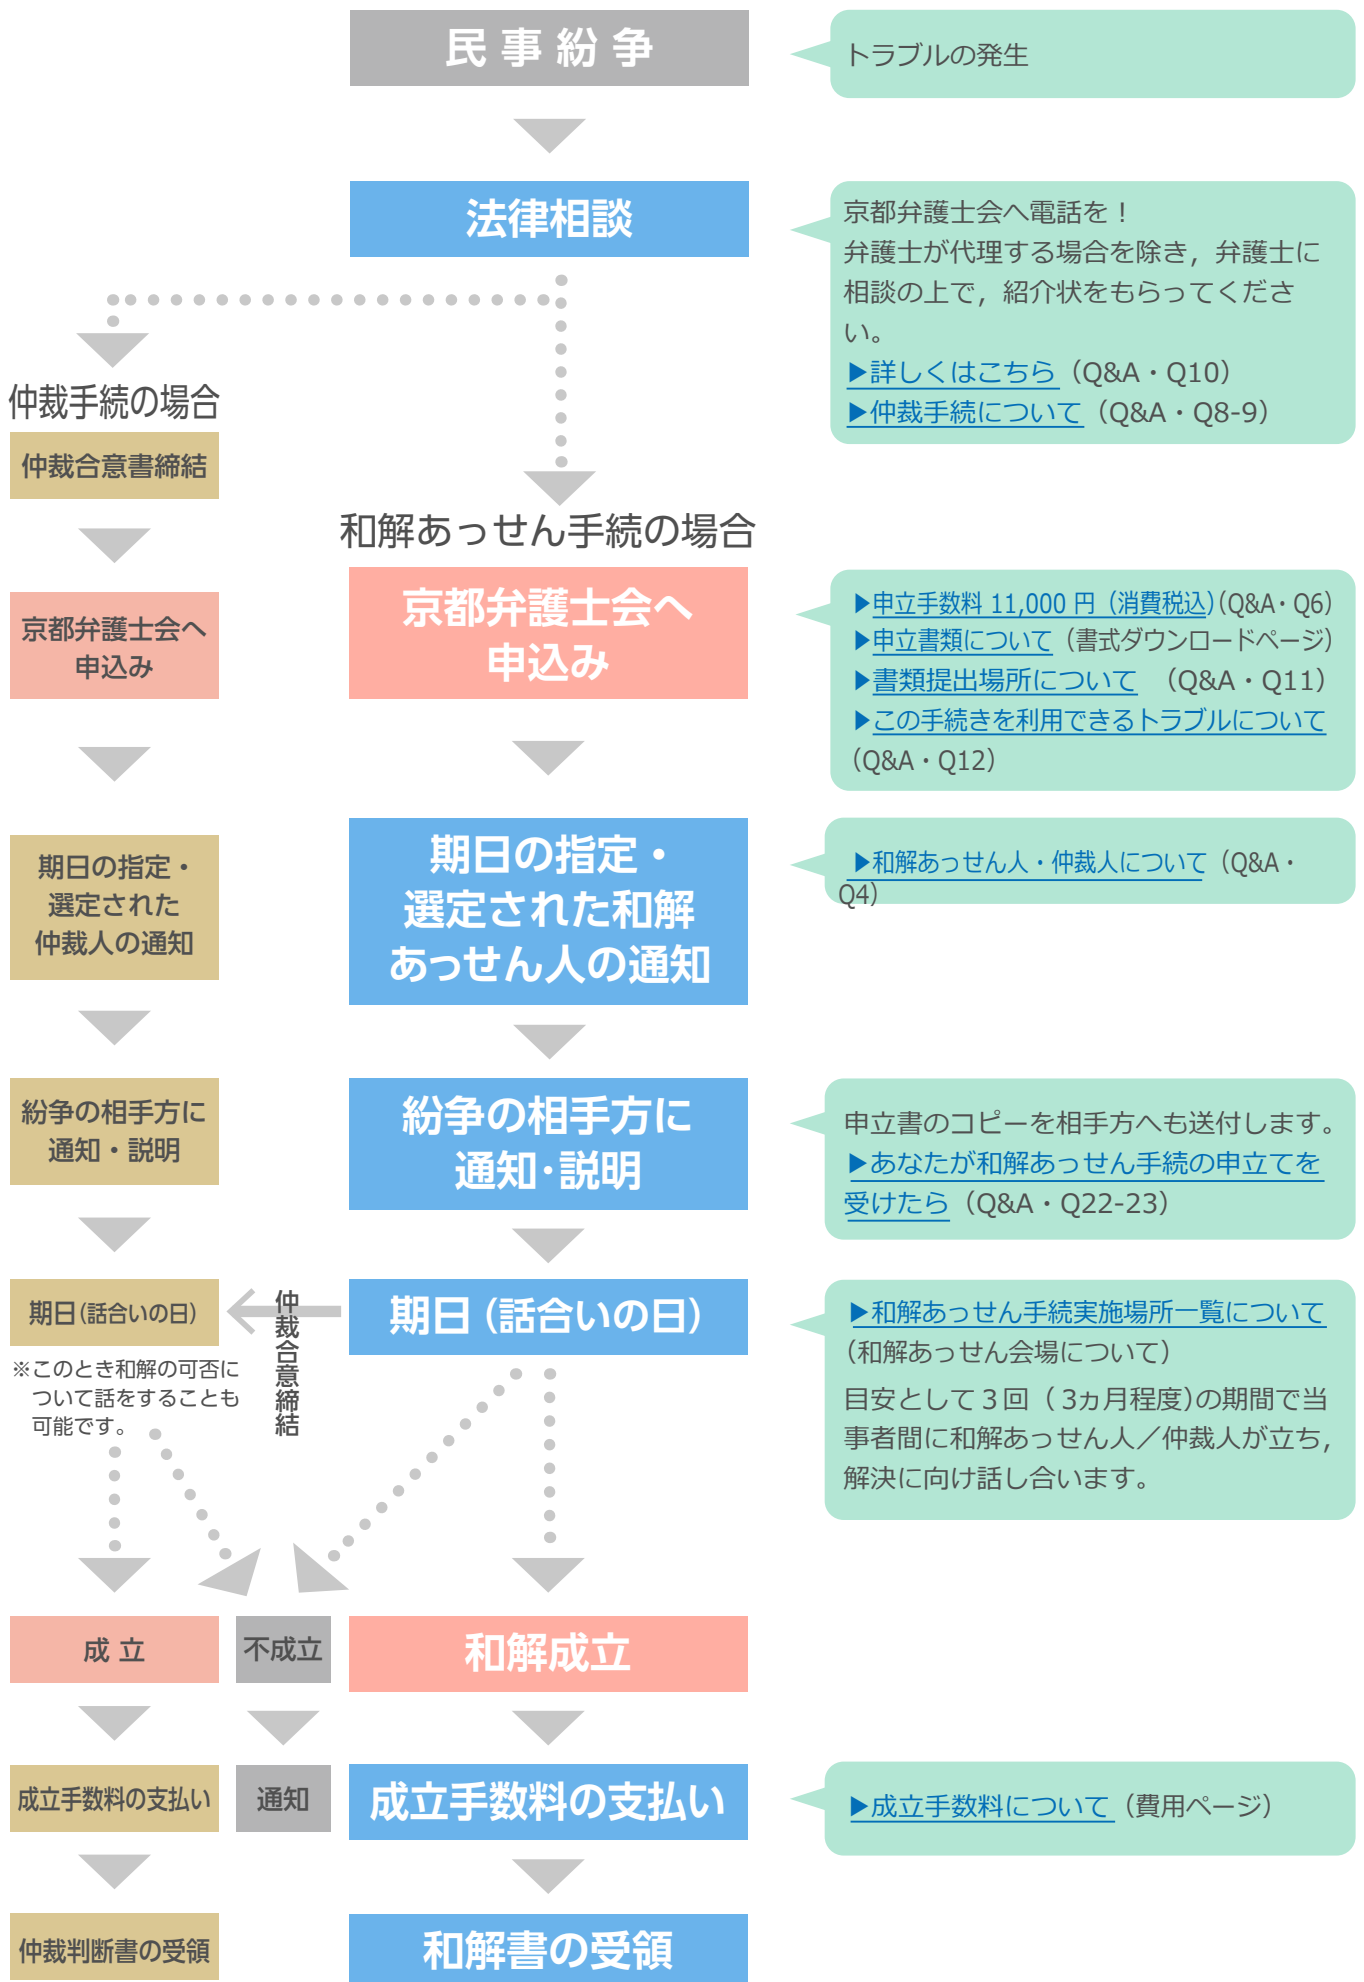 民事紛争
トラブルの発生
法律相談
京都弁護士会へ電話を！
弁護士が代理する場合を除き，弁護士に
相談の上で，紹介状をもらってくださ
い。
▶詳しくはこちら（Q&A・Q10）
▶仲裁手続について（Q&A・Q8-9）
仲裁手続の場合
仲裁合意書締結
京都弁護士会へ
申込み
期日の指定・
選定された
仲裁人の通知
紛争の相手方に
通知・説明
期日（話合いの日）
※このとき和解の可否に
ついて話をすることも
可能です。
仲裁合意締結
和解あっせん手続の場合
京都弁護士会へ
申込み
▶申立手数料 11,000 円（消費税込）（Q&A・Q6）
▶申立書類について（書式ダウンロードページ）
▶書類提出場所について （Q&A・Q11）
▶この手続きを利用できるトラブルについて
（Q&A・Q12）
期日の指定・
選定された和解
あっせん人の通知
▶和解あっせん人・仲裁人について（Q&A・
Q4）
紛争の相手方に
通知・説明
申立書のコピーを相手方へも送付します。
▶あなたが和解あっせん手続の申立てを
受けたら（Q&A・Q22-23）
期日（話合いの日）
▶和解あっせん手続実施場所一覧について
（和解あっせん会場について）
目安として３回（３ヵ月程度）の期間で当
事者間に和解あっせん人／仲裁人が立ち，
解決に向け話し合います。
成立
不成立
和解成立
成立手数料の支払い
通知
成立手数料の支払い
▶成立手数料について（費用ページ）
仲裁判断書の受領
和解書の受領